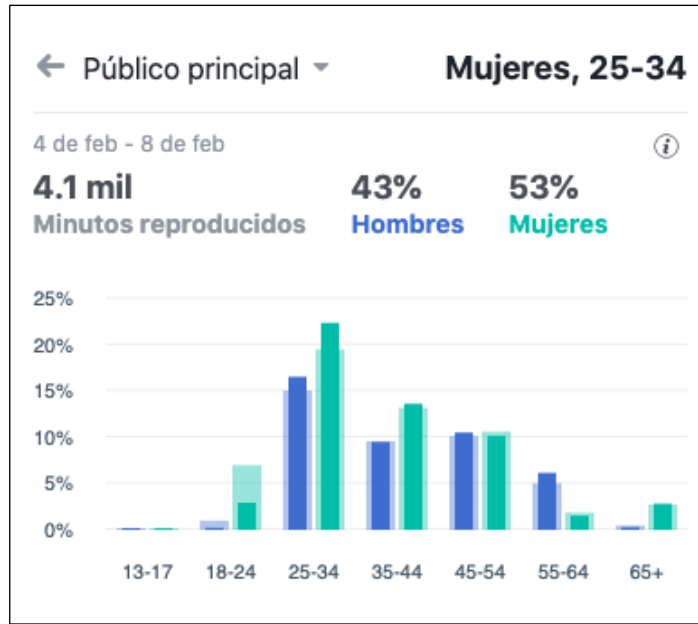 Público principal
Mujeres, 25-34
4 de feb - 8 de feb
4.1 mil
43%
53%
Minutos reproducidos
Hombres
Mujeres
25%
20%
15%
10%
5%
0%
13-17
18-24
25-34
35-44
45-54
55-64
65+